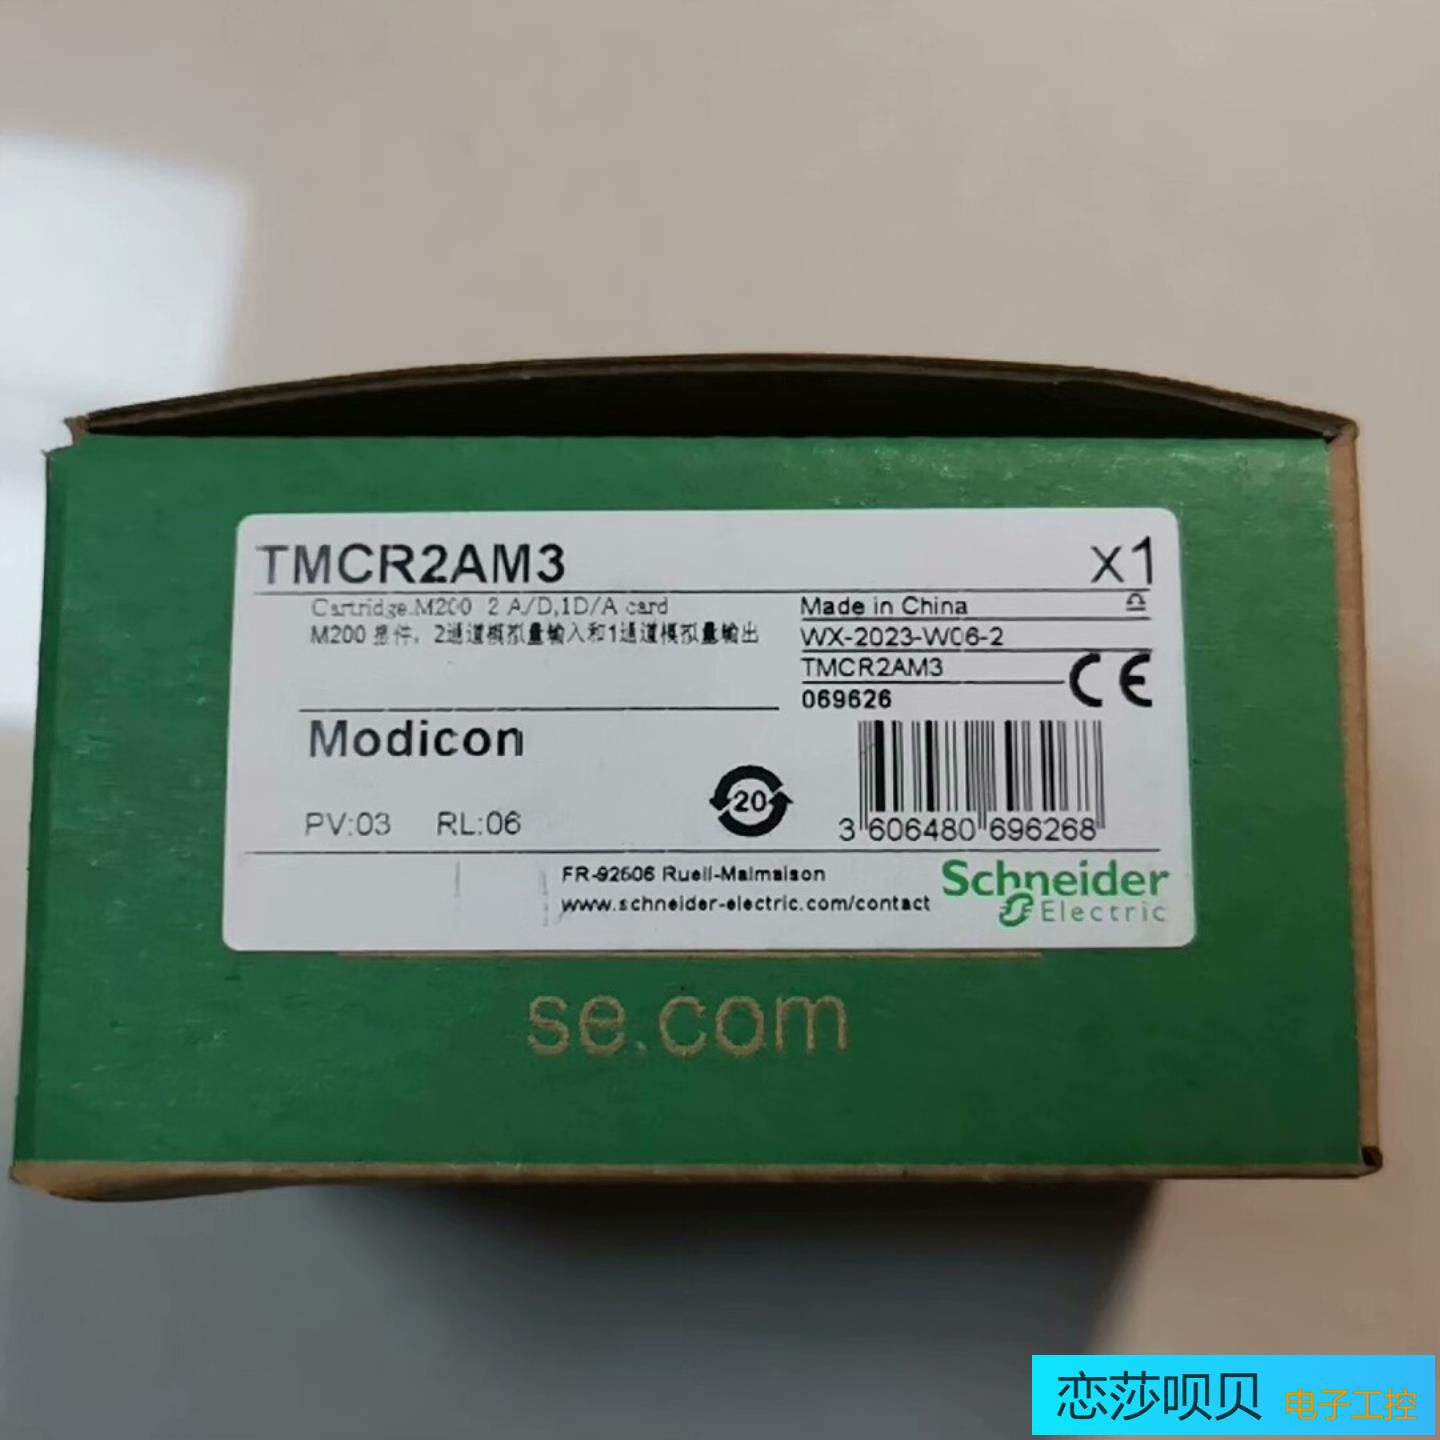 TMCR2AM3
x1
Cartridge.M200 2 A/D,1D/A card
M200 插件，2通道模拟量输入和1通道模拟量输出
Made in China
WX-2023-W06-2
TMCR2AM3
069626
CE
Modicon
20
PV:03 RL:06
3 606480 696268
FR-92506 Rueil-Malmaison
www.schneider-electric.com/contact
Schneider
Electric
se.com
恋莎呗贝 电子工控